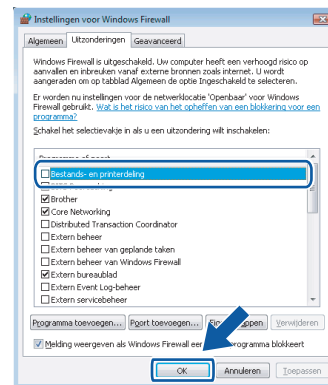 Instellingen voor Windows Firewall
Algemeen Uitzonderingen Geavanceerd
Windows Firewall is uitgeschakeld. Uw computer heeft een verhoogd risico op
aanvallen en inbreuken vanaf externe bronnen zoals internet. U wordt
aangeraden om op tabblad Algemeen de optie Ingeschakeld te selecteren.
Er worden nu instellingen voor de netwerklocatie 'Openbaar' voor Windows
Firewall gebruikt. Wat is het risico van het opheffen van een blokkering voor een
programma?
Schakel het selectievakje in als u een uitzondering wilt inschakelen:
Bestands- en printerdeling
Brother
Core Networking
Distributed Transaction Coordinator
Extern beheer
Extern beheer van geplande taken
Extern beheer van Windows Firewall
Extern bureaublad
Extern Event Log-beheer
Extern servicebeheer
Programma toevoegen... Poort toevoegen... Verwijderen
Melding weergeven als Windows Firewall een programma blokkeert
OK Annuleren Toepassen